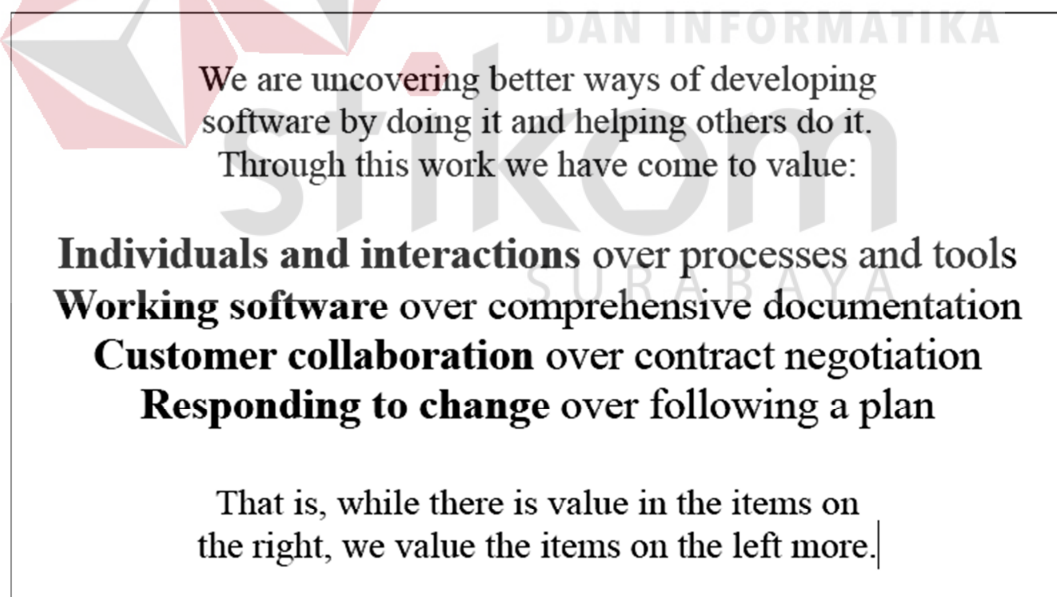 DAN INFORMATIKA
We are uncovering better ways of developing
software by doing it and helping others do it.
Through this work we have come to value:
stikom
SURABAYA
Individuals and interactions over processes and tools
Working software over comprehensive documentation
Customer collaboration over contract negotiation
Responding to change over following a plan
That is, while there is value in the items on
the right, we value the items on the left more.